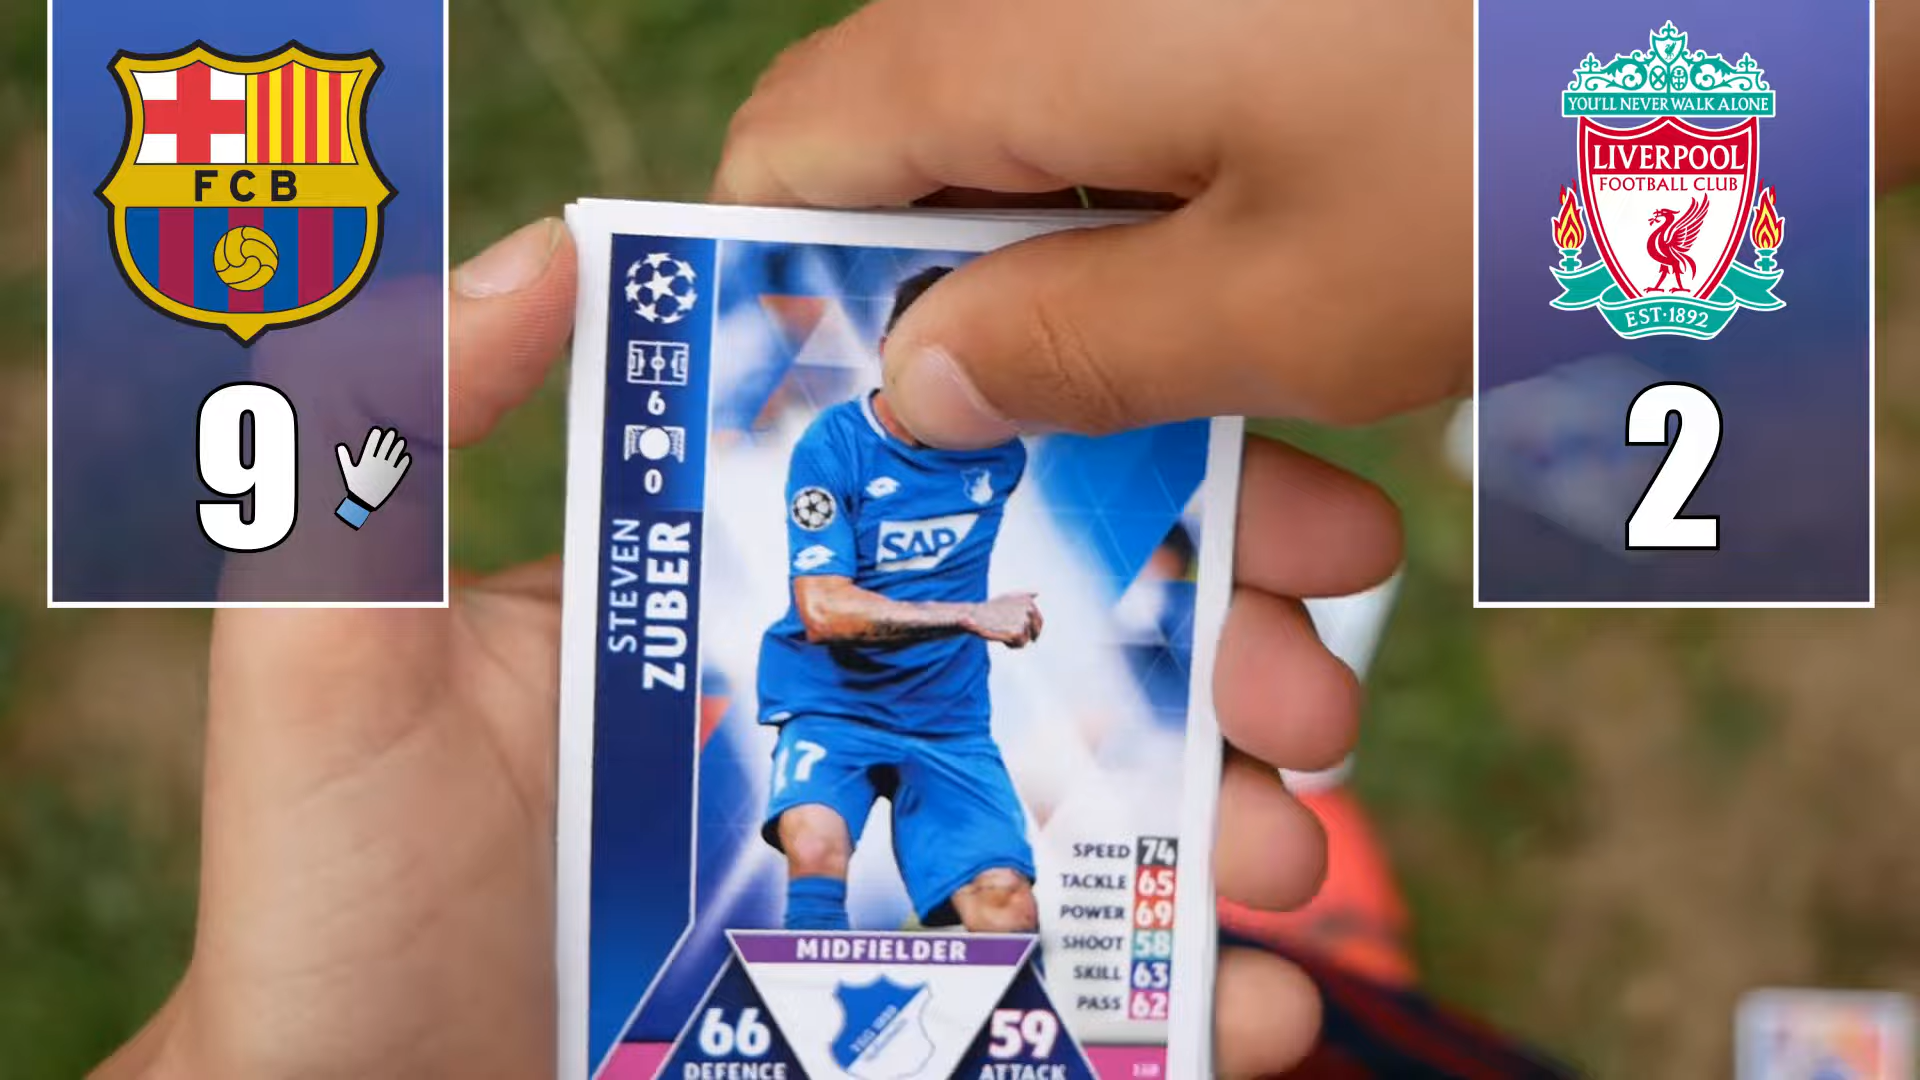 FCB
9
YOU'LL NEVER WALK ALONE
LIVERPOOL
FOOTBALL CLUB
EST·1892
2
6
0
STEVEN
ZUBER
SAP
17
SPEED 74
TACKLE 65
POWER 69
SHOOT 58
SKILL 63
PASS 62
MIDFIELDER
66
DEFENCE
59
ATTACK